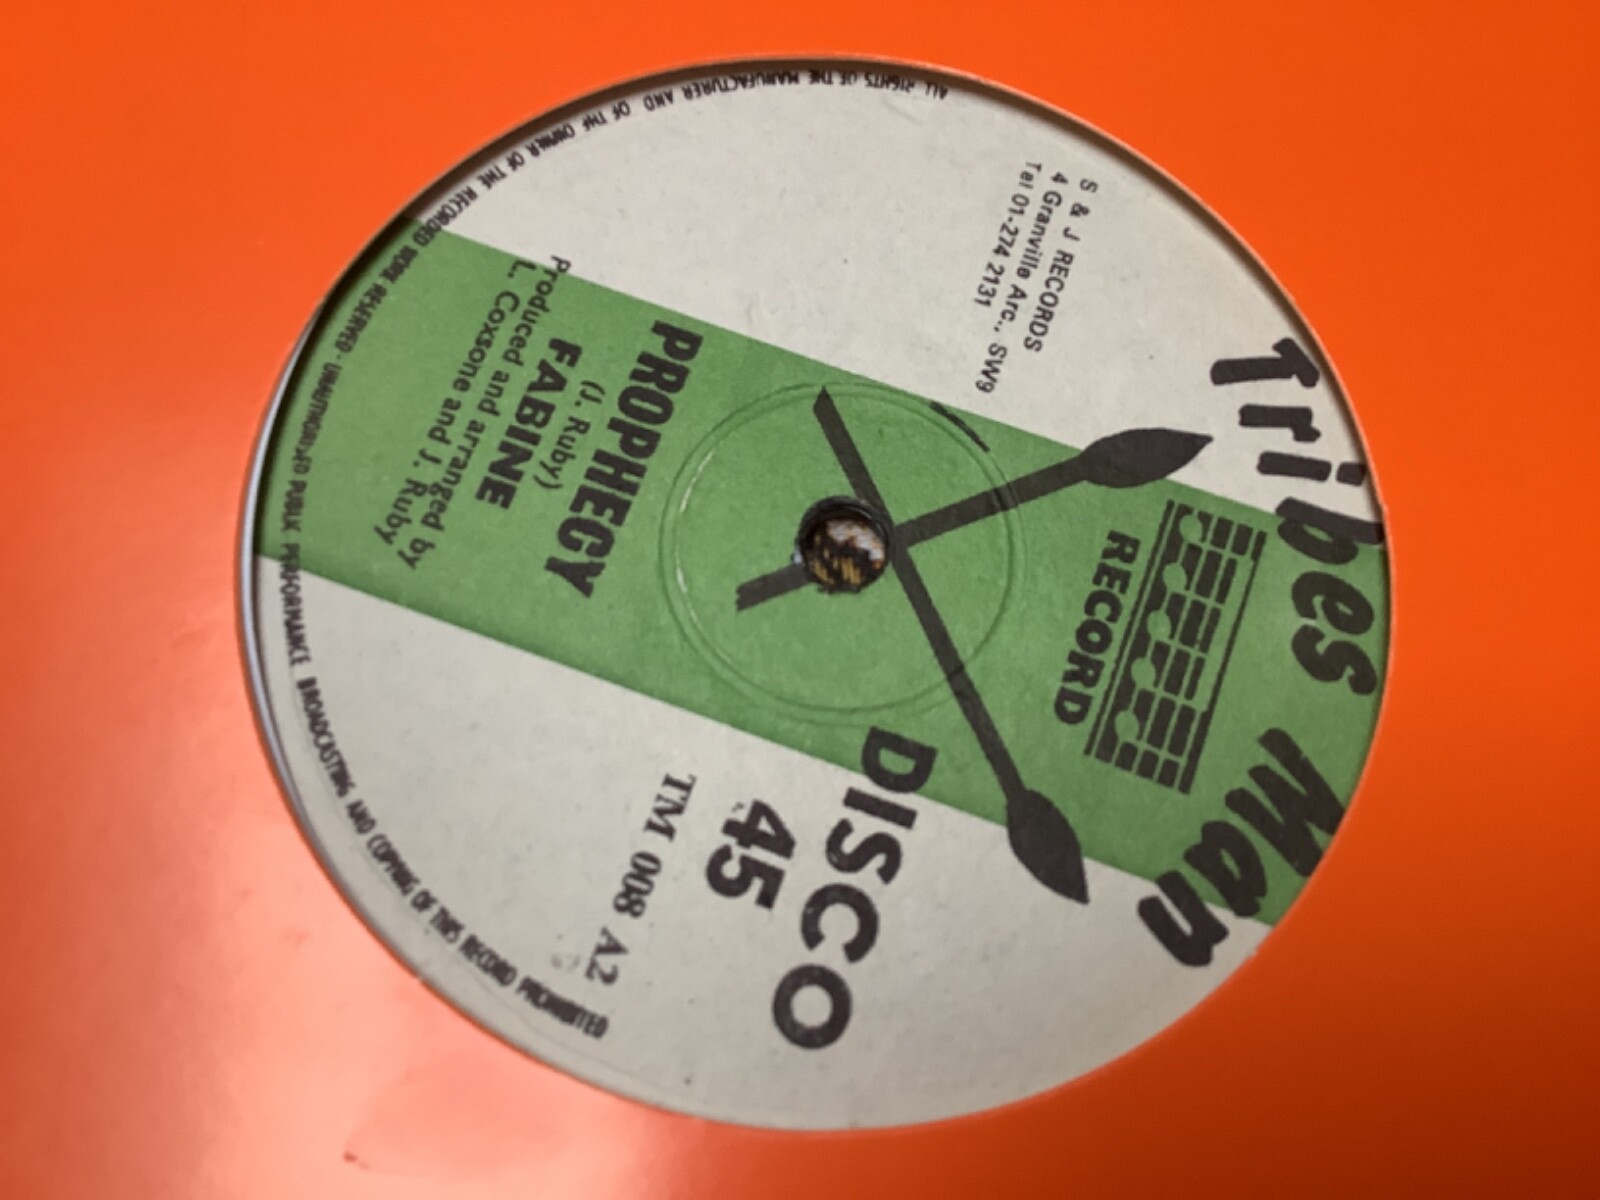 Tribes Man
RECORD
S & J RECORDS
4 Granville Arc., SW9
Tel 01-274 2131
DISCO
45
TM 008 A2
PROPHECY
(J. Ruby)
FABINE
Produced and arranged by
L. Coxsone and J. Ruby
ALL RIGHTS OF THE MANUFACTURER AND OF THE OWNER OF THE RECORDED WORK RESERVED - UNAUTHORISED PUBLIC PERFORMANCE BROADCASTING AND COPYING OF THIS RECORD PROHIBITED